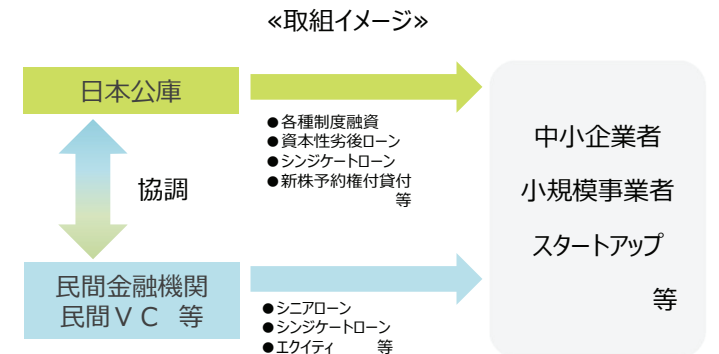 ≪取組イメージ≫
日本公庫
●各種制度融資
●資本性劣後ローン
●シンジケートローン
●新株予約権付貸付
等
協調
民間金融機関
民間ＶＣ 等
●シニアローン
●シンジケートローン
●エクイティ 等
中小企業者
小規模事業者
スタートアップ
等